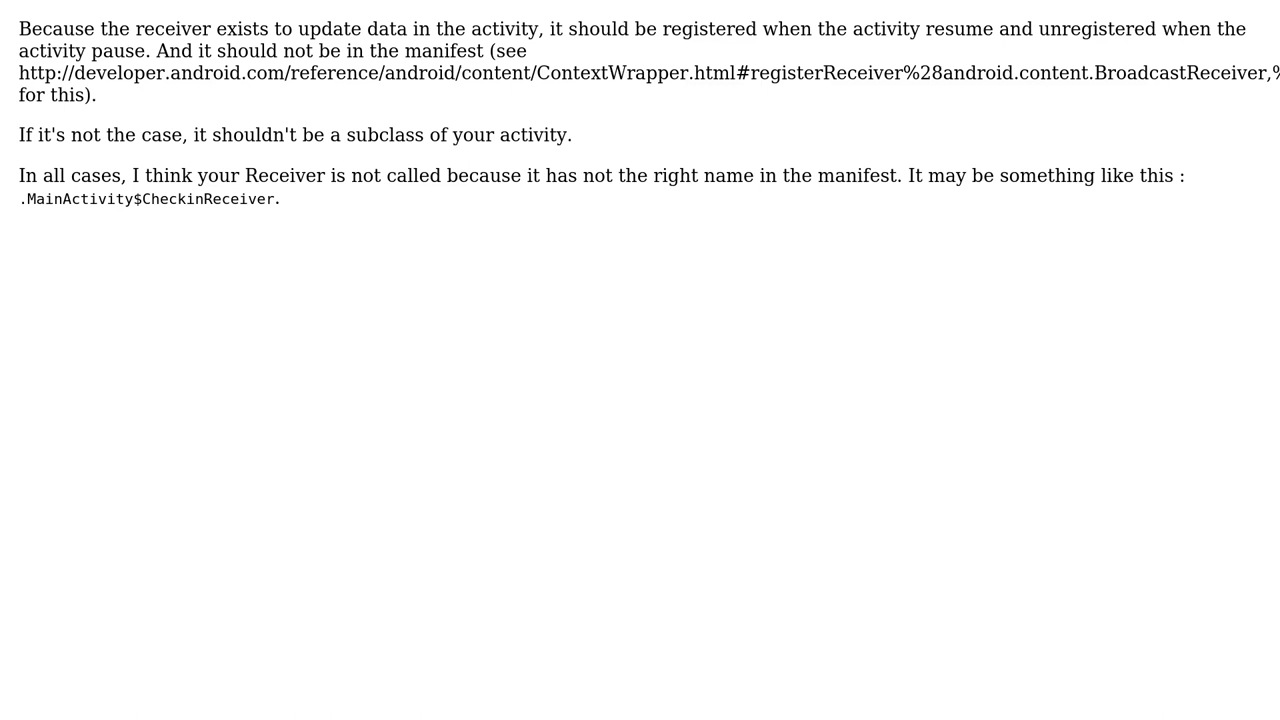 Because the receiver exists to update data in the activity, it should be registered when the activity resume and unregistered when the
activity pause. And it should not be in the manifest (see
http://developer.android.com/reference/android/content/ContextWrapper.html#registerReceiver%28android.content.BroadcastReceiver,%
for this).
If it's not the case, it shouldn't be a subclass of your activity.
In all cases, I think your Receiver is not called because it has not the right name in the manifest. It may be something like this :
.MainActivity$CheckinReceiver.